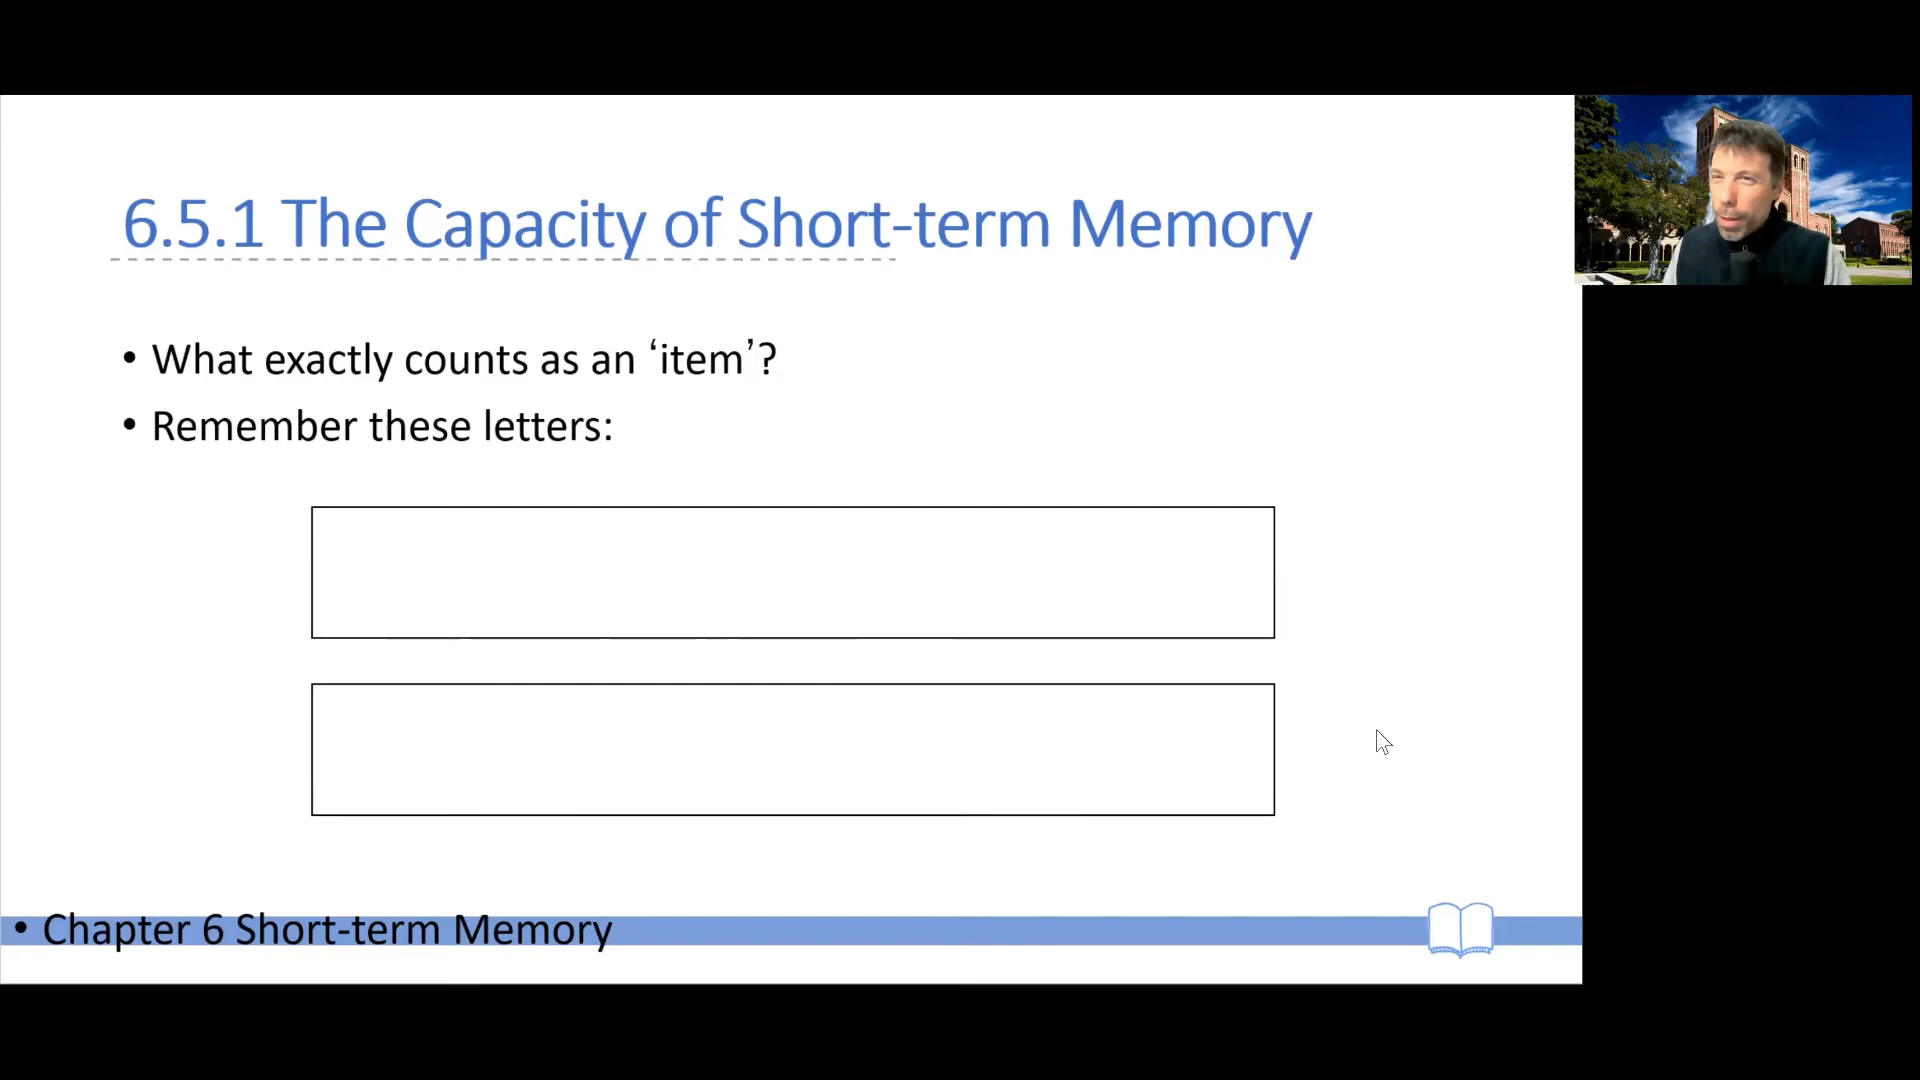 6.5.1 The Capacity of Short-term Memory
• What exactly counts as an ‘item’?
• Remember these letters:
• Chapter 6 Short-term Memory